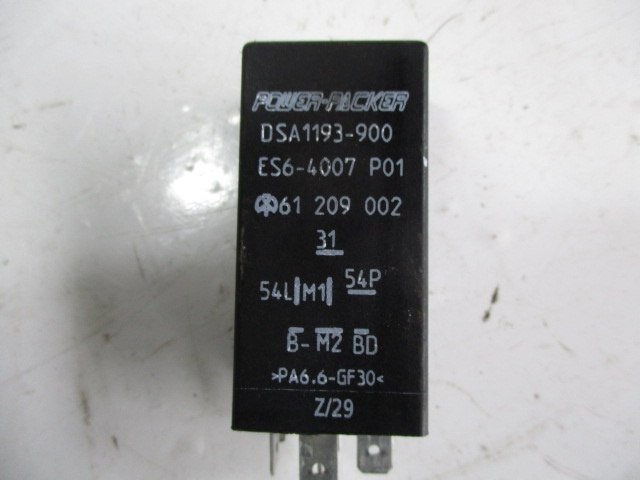 POWER-PACKER
DSA1193-900
ES6-4007 P01
61 209 002
31
54L M1 54P
B- M2 BD
>PA6.6-GF30<
Z/29